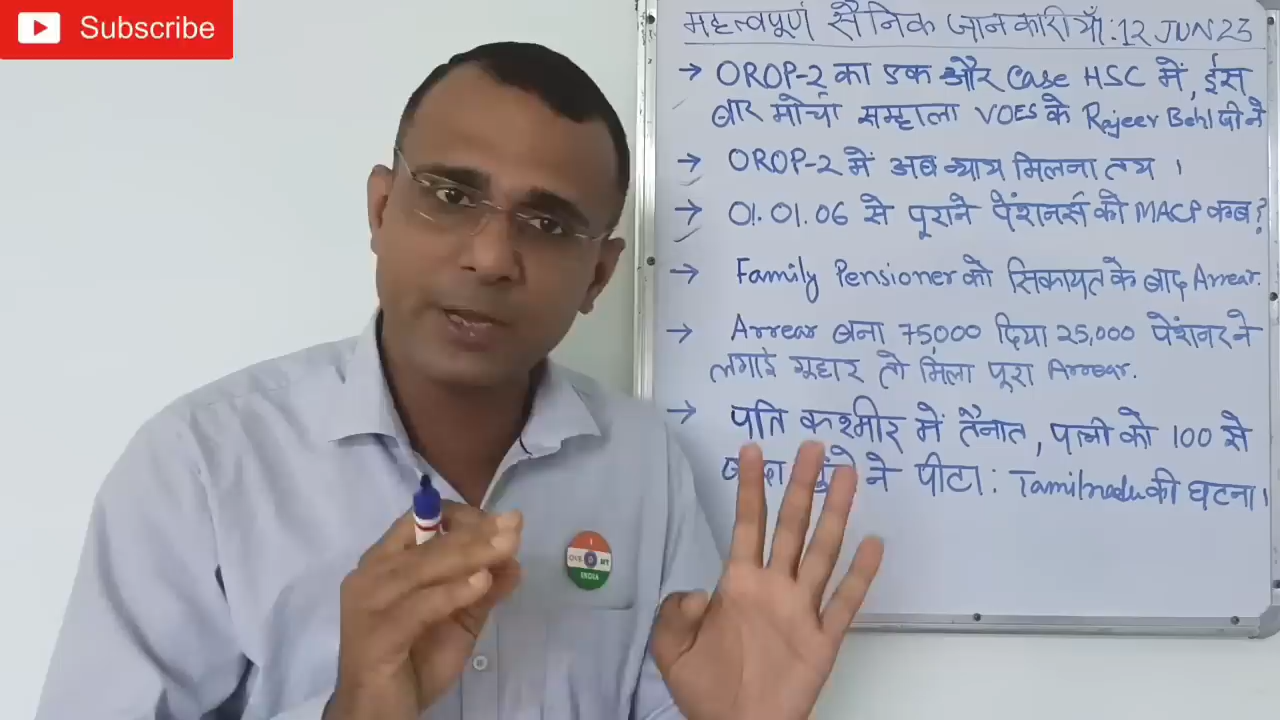 Subscribe
महत्वपूर्ण सैनिक जानकारीयाँ: 12 JUN 23
→ OROP-2 का एक और Case HSC में, ईस
बार मोर्चा सम्हाला VOES के Rajeev Behl जी ने
→ OROP-2 में अब न्याय मिलना तय ।
→ 01.01.06 से पूराने पेंशनर्स को MACP कब?
→ Family Pensioner को सिकायत के बाद Arrear.
→ Arrear बना 75000 दिया 25,000 पेंशनर ने
लगाई गूहार तो मिला पूरा Arrear.
→ पति कश्मीर में तैनात, पत्नी को 100 से
ने पीटा: Tamilnadu की घटना।
I
INDIA